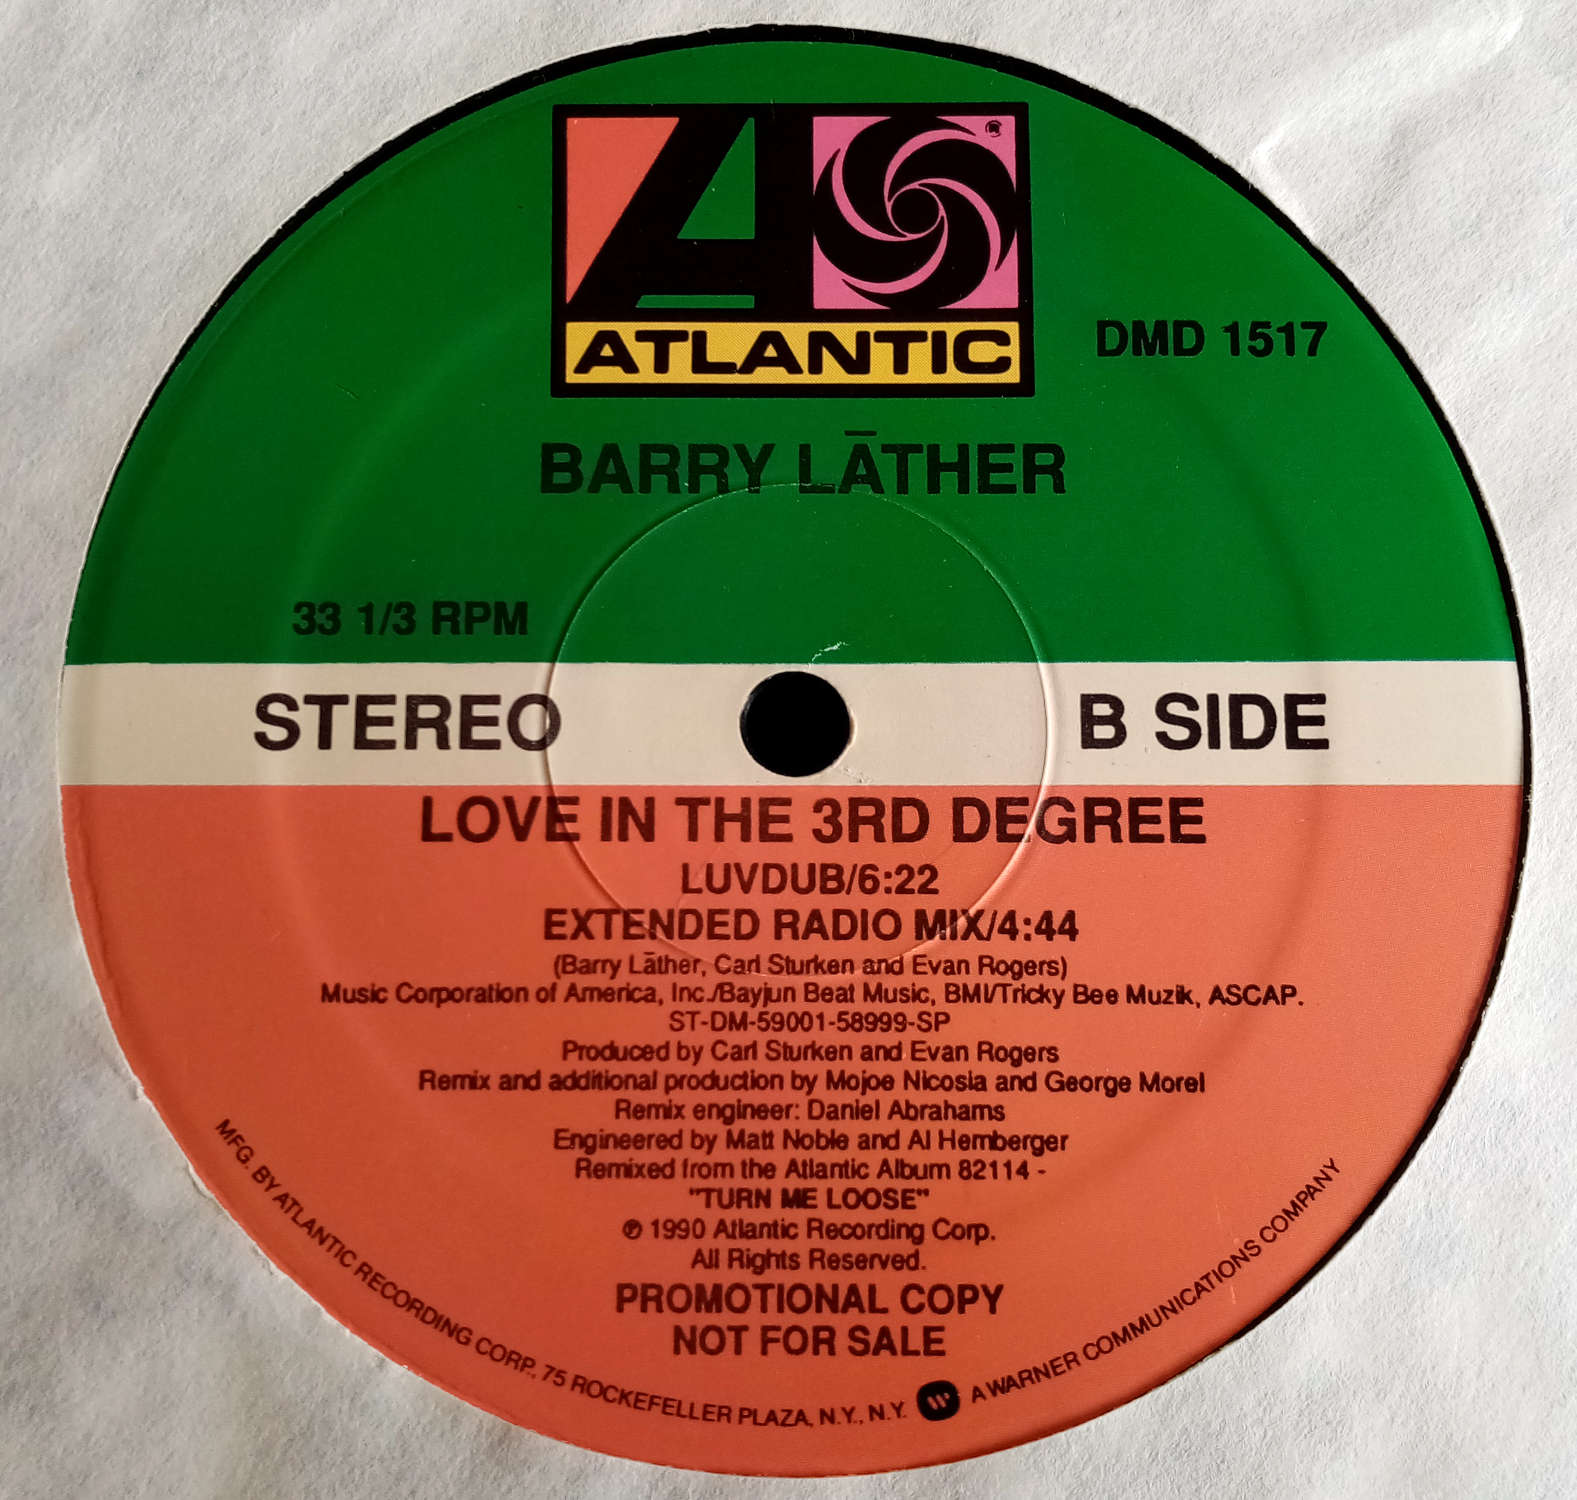 ATLANTIC
DMD 1517
BARRY LĀTHER
33 1/3 RPM
STEREO
B SIDE
LOVE IN THE 3RD DEGREE
LUVDUB/6:22
EXTENDED RADIO MIX/4:44
(Barry Lāther, Carl Sturken and Evan Rogers)
Music Corporation of America, Inc./Bayjun Beat Music, BMI/Tricky Bee Muzik, ASCAP.
ST-DM-59001-58999-SP
Produced by Carl Sturken and Evan Rogers
Remix and additional production by Mojoe Nicosia and George Morel
Remix engineer: Daniel Abrahams
Engineered by Matt Noble and Al Hemberger
Remixed from the Atlantic Album 82114 -
"TURN ME LOOSE"
℗ 1990 Atlantic Recording Corp.
All Rights Reserved.
PROMOTIONAL COPY
NOT FOR SALE
MFG. BY ATLANTIC RECORDING CORP., 75 ROCKEFELLER PLAZA, N.Y., N.Y. A WARNER COMMUNICATIONS COMPANY